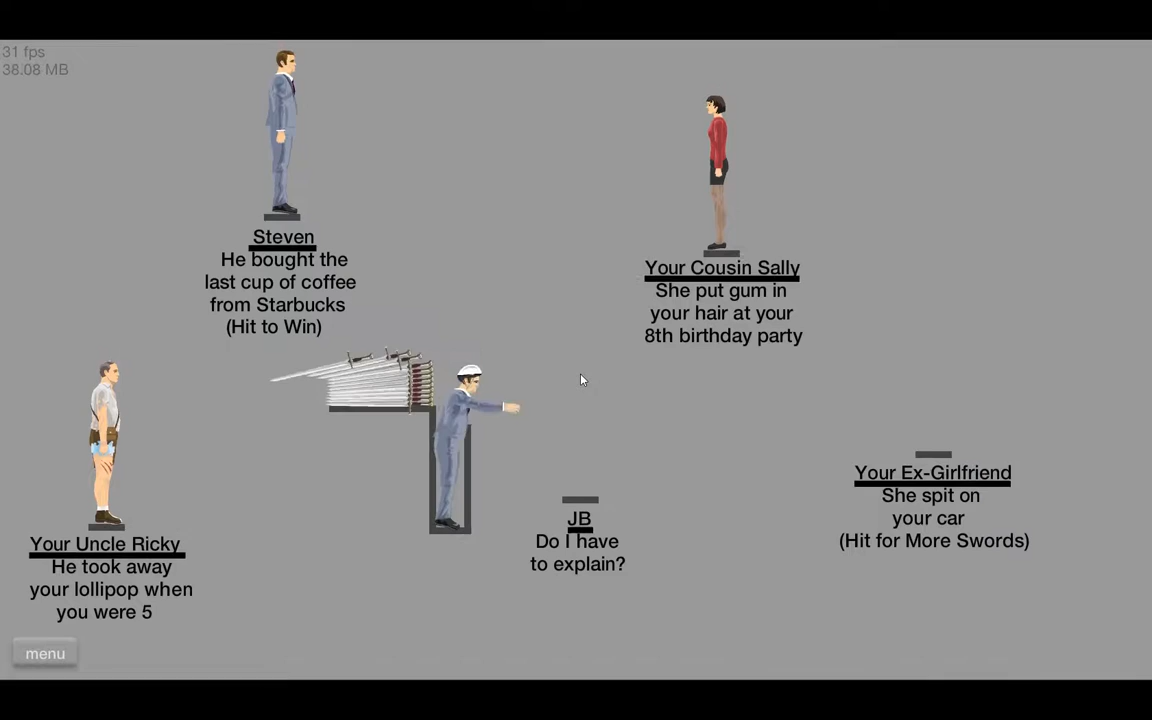 31 fps
38.08 MB
Steven
He bought the
last cup of coffee
from Starbucks
(Hit to Win)
Your Cousin Sally
She put gum in
your hair at your
8th birthday party
Your Uncle Ricky
He took away
your lollipop when
you were 5
JB
Do I have
to explain?
Your Ex-Girlfriend
She spit on
your car
(Hit for More Swords)
menu